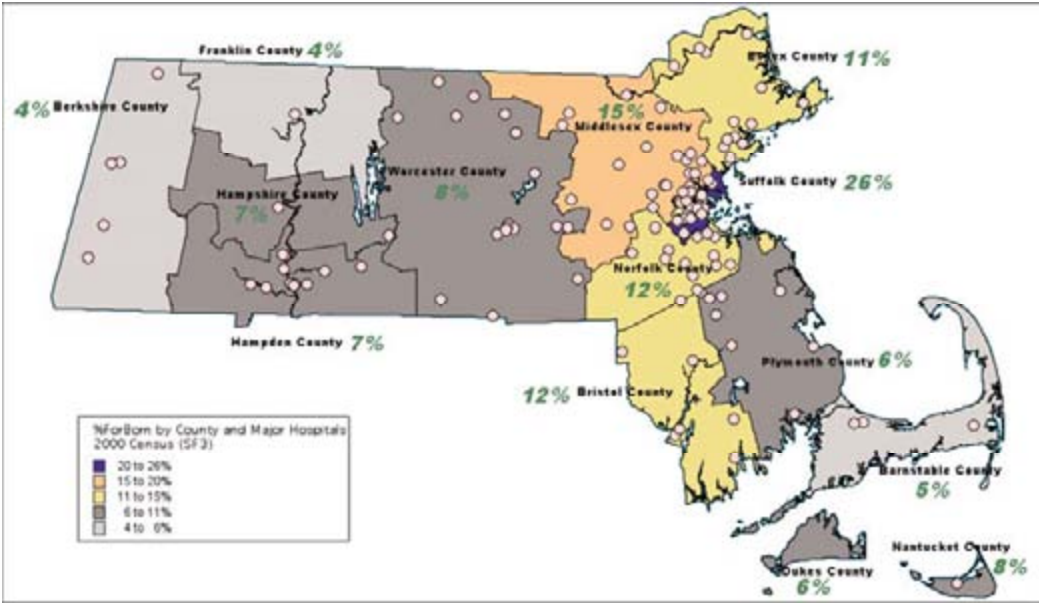 Franklin County 4%
Essex County 11%
4% Berkshire County
15%
Middlesex County
Worcester County
8%
Suffolk County 26%
Hampshire County
7%
Norfolk County
12%
Hampden County 7%
Plymouth County 6%
12% Bristol County
%ForBorn by County and Major Hospitals
2000 Census (SF3)
20 to 26%
15 to 20%
11 to 15%
6 to 11%
4 to 6%
Barnstable County
5%
Nantucket County
8%
Dukes County
6%